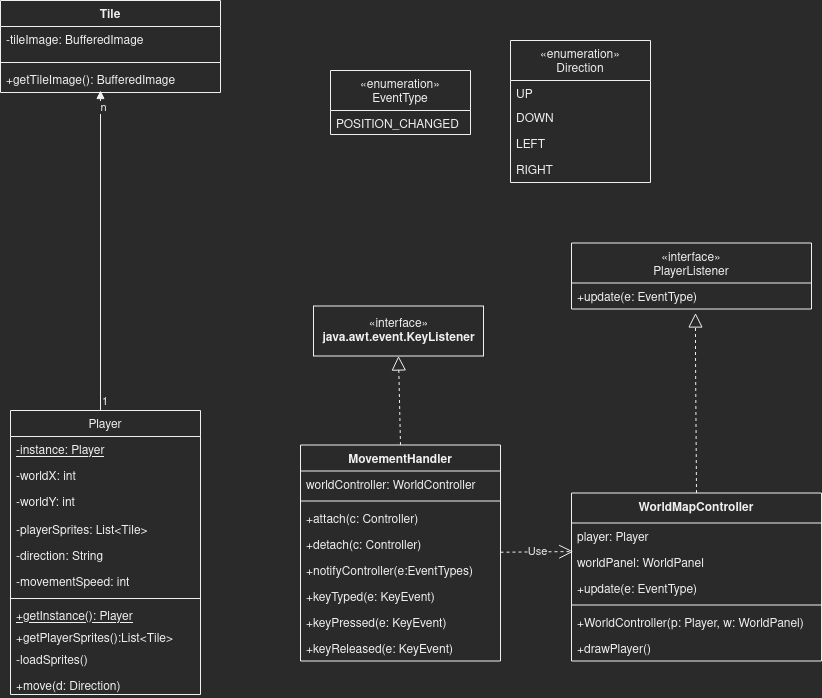 Tile
-tileImage: BufferedImage
+getTileImage(): BufferedImage
n
1
«enumeration»
EventType
POSITION_CHANGED
«enumeration»
Direction
UP
DOWN
LEFT
RIGHT
«interface»
PlayerListener
+update(e: EventType)
«interface»
java.awt.event.KeyListener
Player
-instance: Player
-worldX: int
-worldY: int
-playerSprites: List<Tile>
-direction: String
-movementSpeed: int
+getInstance(): Player
+getPlayerSprites():List<Tile>
-loadSprites()
+move(d: Direction)
MovementHandler
worldController: WorldController
+attach(c: Controller)
+detach(c: Controller)
+notifyController(e:EventTypes)
+keyTyped(e: KeyEvent)
+keyPressed(e: KeyEvent)
+keyReleased(e: KeyEvent)
Use
WorldMapController
player: Player
worldPanel: WorldPanel
+update(e: EventType)
+WorldController(p: Player, w: WorldPanel)
+drawPlayer()